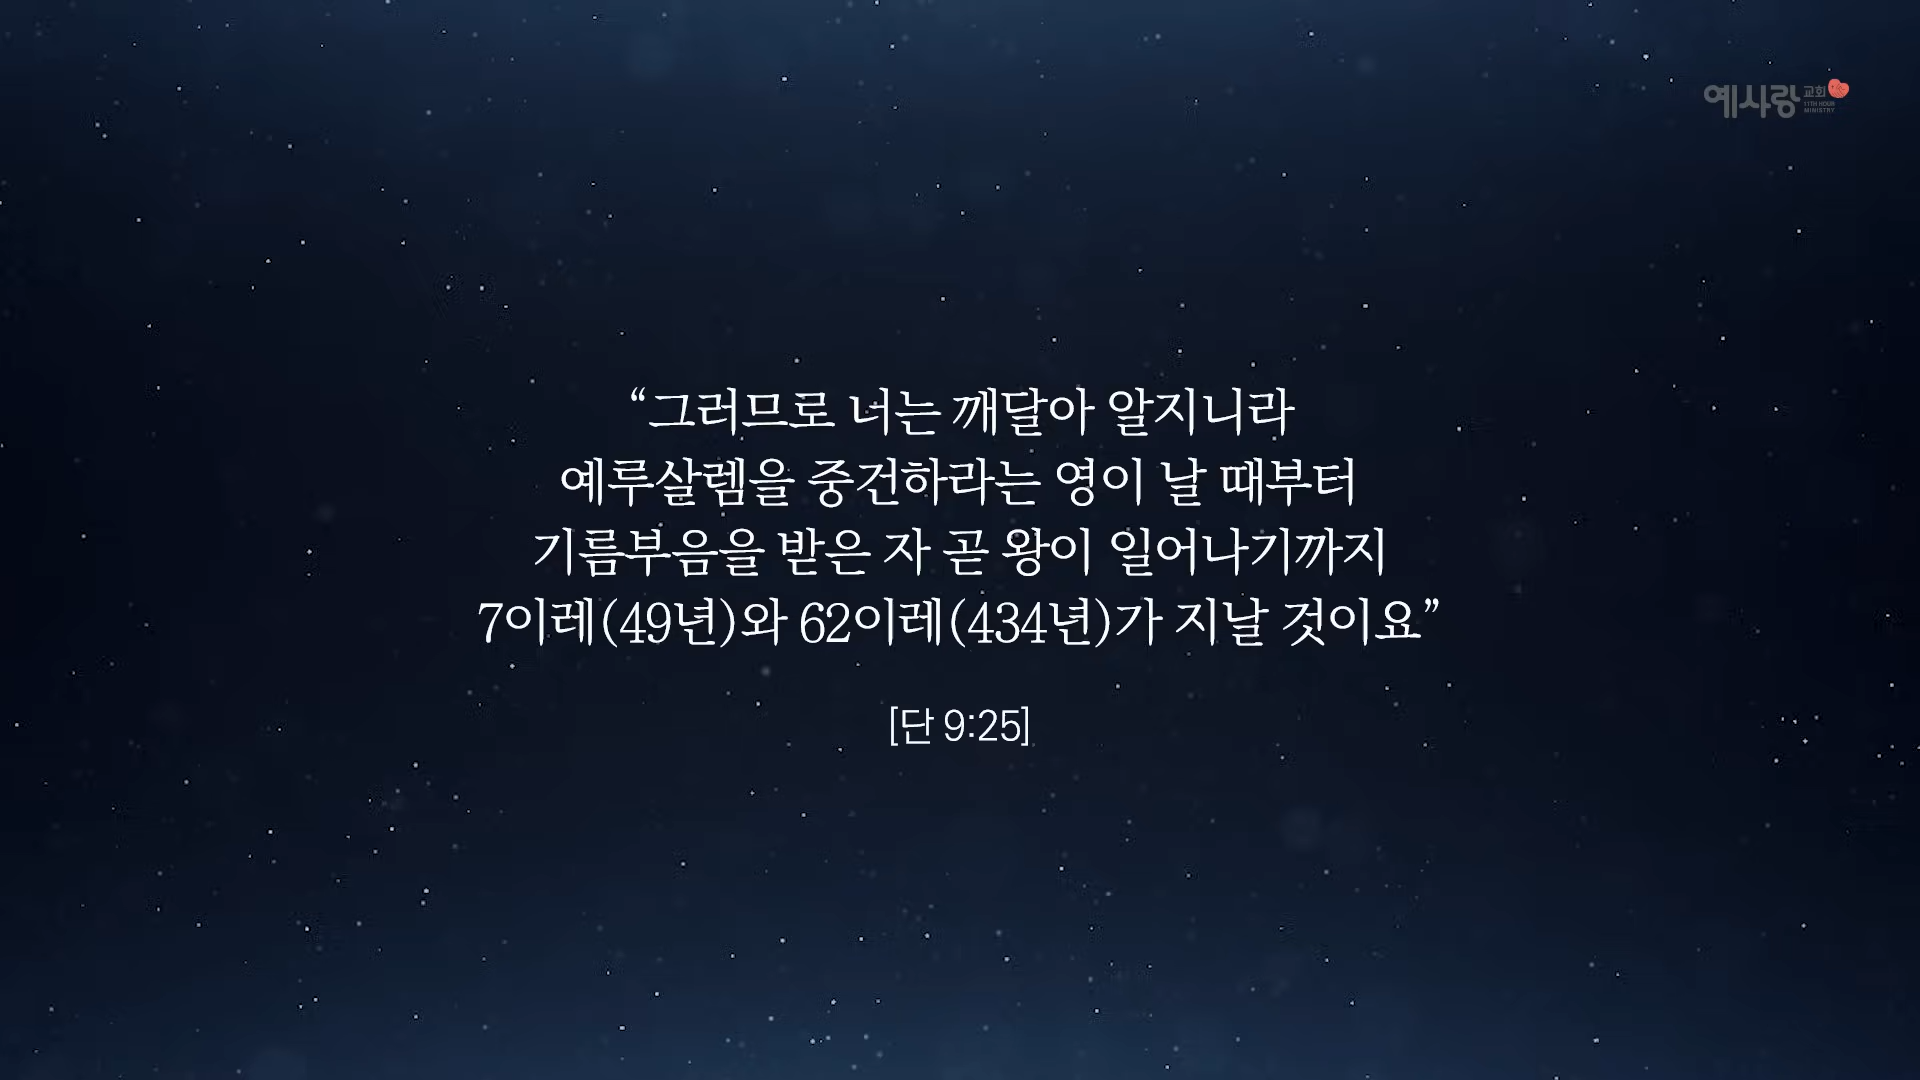 예사랑 교회
11TH HOUR
MINISTRY
“그러므로 너는 깨달아 알지니라
예루살렘을 중건하라는 영이 날 때부터
기름부음을 받은 자 곧 왕이 일어나기까지
7이레(49년)와 62이레(434년)가 지날 것이요”
[단 9:25]